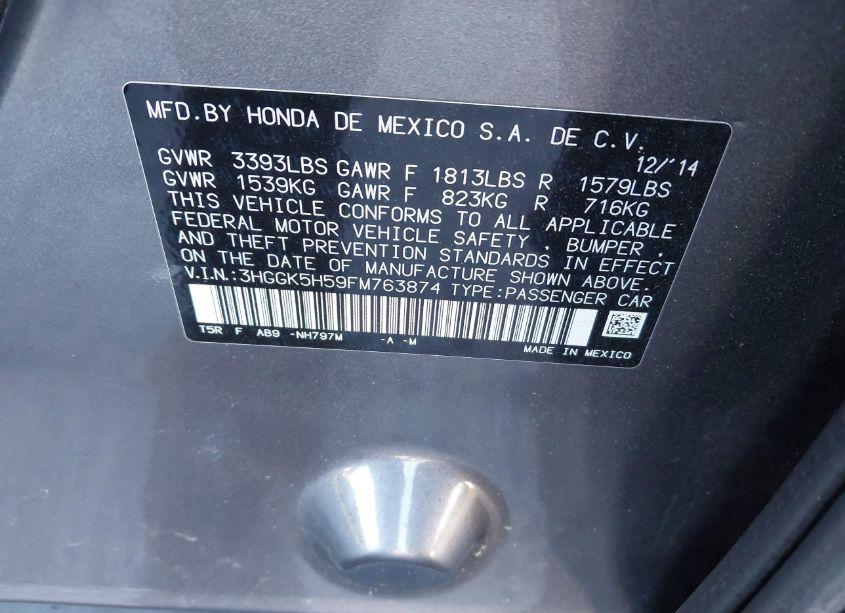 MFD.BY HONDA DE MEXICO S.A. DE C.V.
12/'14
GVWR 3393LBS GAWR F 1813LBS R 1579LBS
GVWR 1539KG GAWR F 823KG R 716KG
THIS VEHICLE CONFORMS TO ALL APPLICABLE
FEDERAL MOTOR VEHICLE SAFETY , BUMPER ,
AND THEFT PREVENTION STANDARDS IN EFFECT
ON THE DATE OF MANUFACTURE SHOWN ABOVE.
V.I.N.:3HGGK5H59FM763874 TYPE:PASSENGER CAR
T5R F AB9 -NH797M -A -M
MADE IN MEXICO